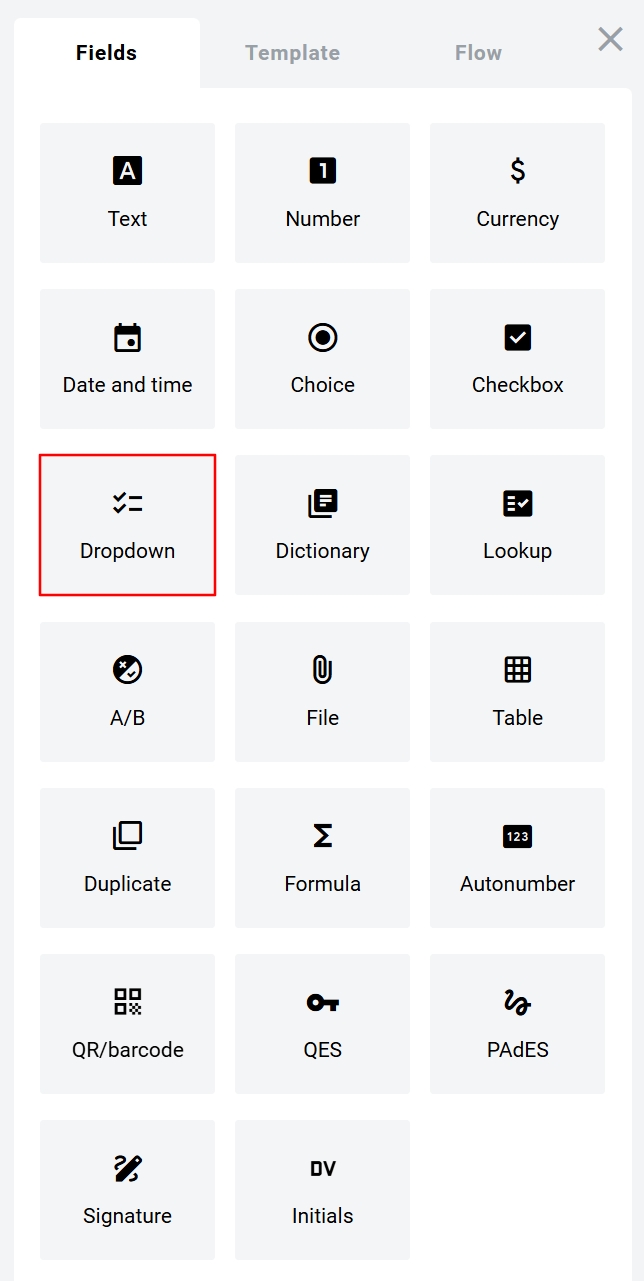 Fields Template Flow
A 1 $
Text Number Currency
Date and time Choice Checkbox
Dropdown Dictionary Lookup
A/B File Table
Σ 123
Duplicate Formula Autonumber
QR/barcode QES PAdES
DV
Signature Initials